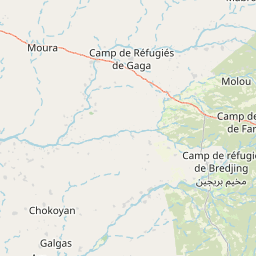 Moura
Camp de Réfugiés
de Gaga
Molou
Camp de
de Far
Camp de réfugié
de Bredjing
مخيم بريجين
Chokoyan
Galgas